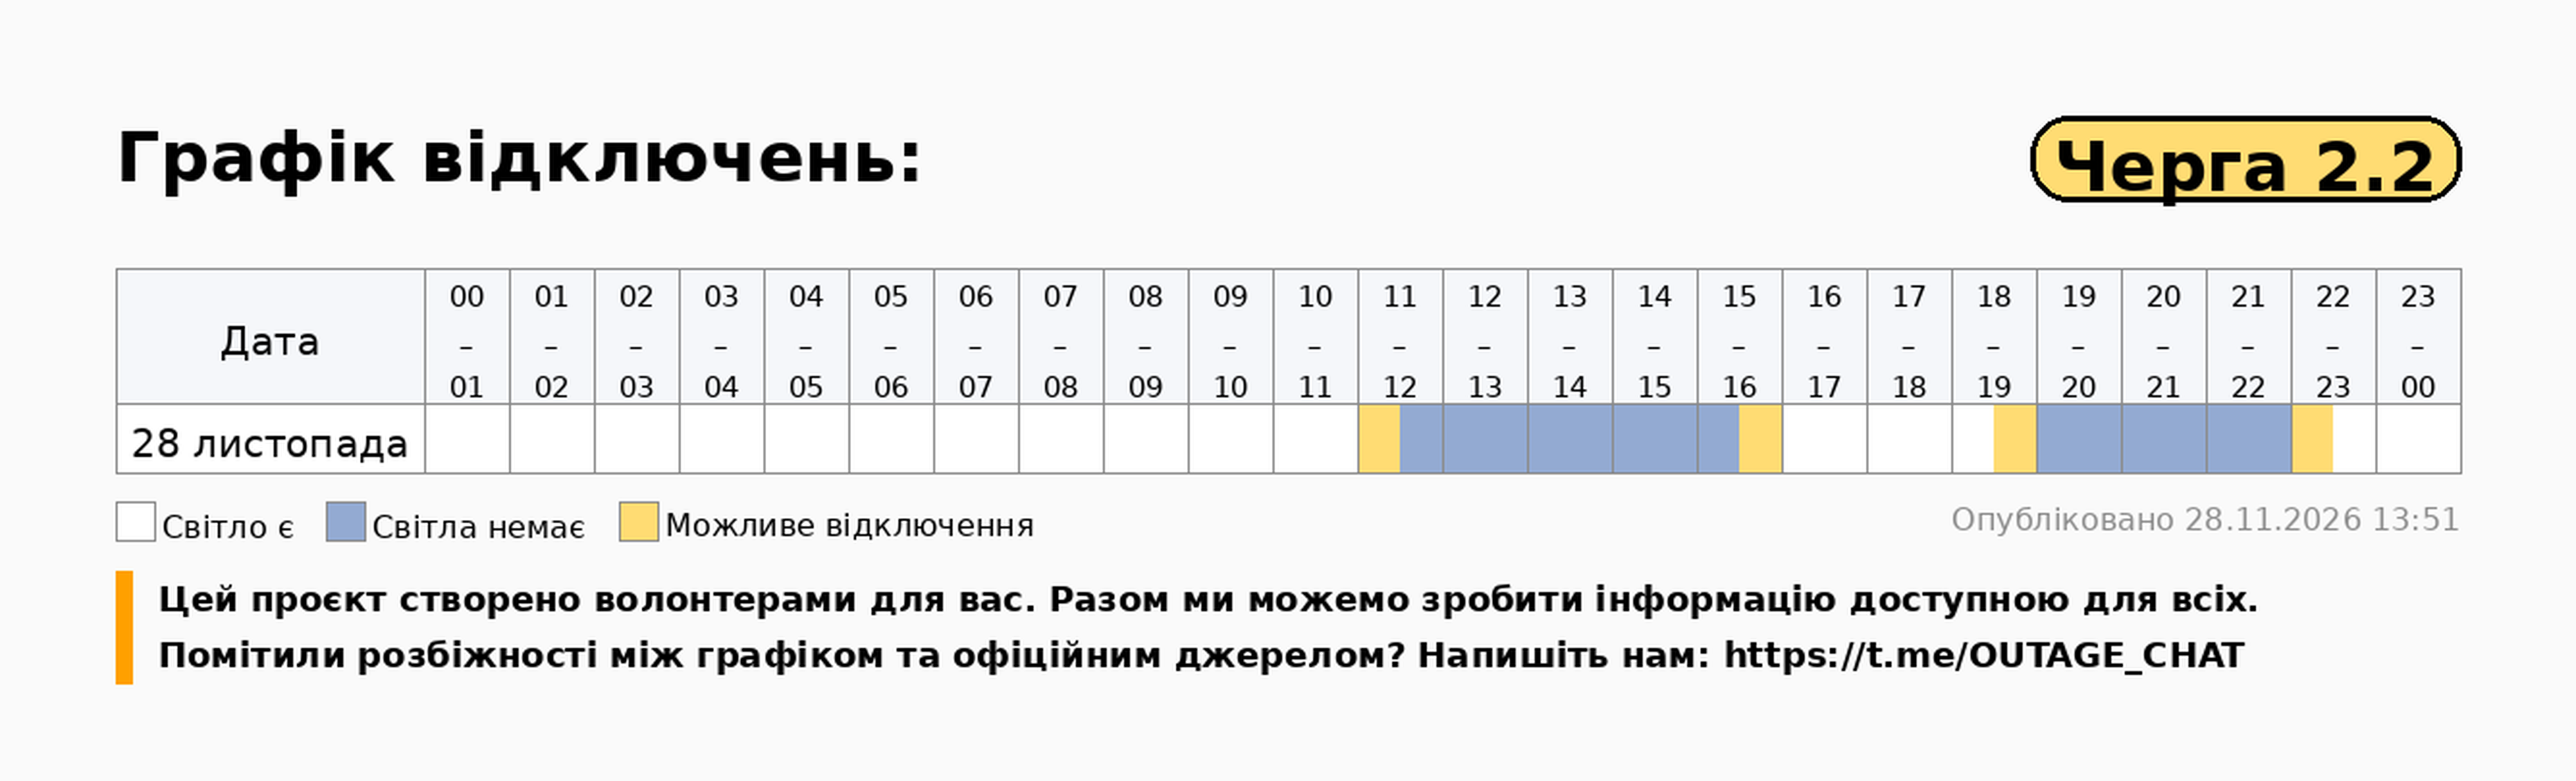 Графік відключень:
Черга 2.2
Дата
00 – 01
01 – 02
02 – 03
03 – 04
04 – 05
05 – 06
06 – 07
07 – 08
08 – 09
09 – 10
10 – 11
11 – 12
12 – 13
13 – 14
14 – 15
15 – 16
16 – 17
17 – 18
18 – 19
19 – 20
20 – 21
21 – 22
22 – 23
23 – 00
28 листопада
Світло є
Світла немає
Можливе відключення
Опубліковано 28.11.2026 13:51
Цей проєкт створено волонтерами для вас. Разом ми можемо зробити інформацію доступною для всіх.
Помітили розбіжності між графіком та офіційним джерелом? Напишіть нам: https://t.me/OUTAGE_CHAT